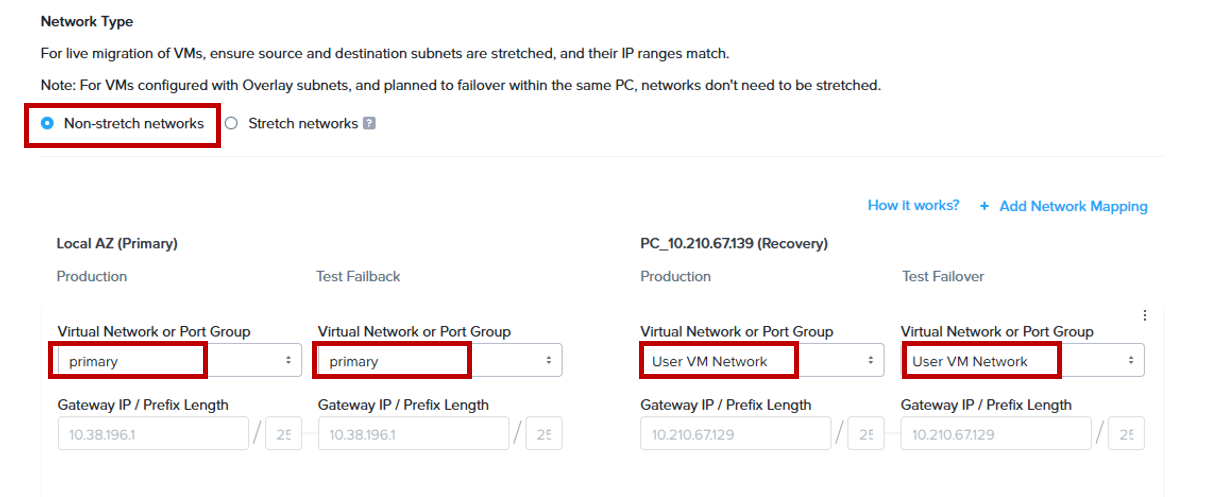 Network Type
For live migration of VMs, ensure source and destination subnets are stretched, and their IP ranges match.
Note: For VMs configured with Overlay subnets, and planned to failover within the same PC, networks don't need to be stretched.
Non-stretch networks Stretch networks ?
How it works? + Add Network Mapping
Local AZ (Primary) PC_10.210.67.139 (Recovery)
Production Test Failback Production Test Failover
Virtual Network or Port Group Virtual Network or Port Group Virtual Network or Port Group Virtual Network or Port Group
primary primary User VM Network User VM Network
Gateway IP / Prefix Length Gateway IP / Prefix Length Gateway IP / Prefix Length Gateway IP / Prefix Length
10.38.196.1 / 10.38.196.1 / 10.210.67.129 / 10.210.67.129 /